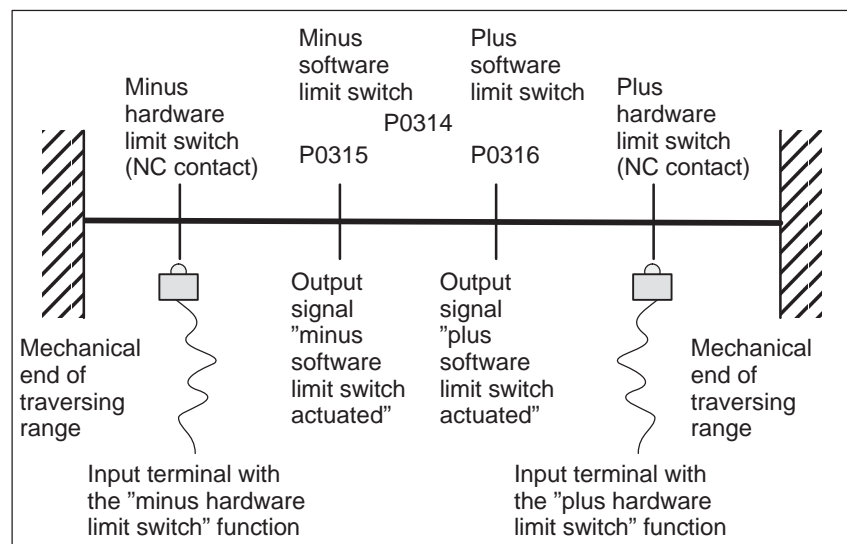 Minus
software
limit switch
Plus
software
limit switch
Minus
hardware
limit switch
(NC contact)
P0314
P0315
P0316
Plus
hardware
limit switch
(NC contact)
Output
signal
”minus
software
limit switch
actuated”
Output
signal
”plus
software
limit switch
actuated”
Mechanical
end of
traversing
range
Mechanical
end of
traversing
range
Input terminal with
the ”minus hardware
limit switch” function
Input terminal with
the ”plus hardware
limit switch” function